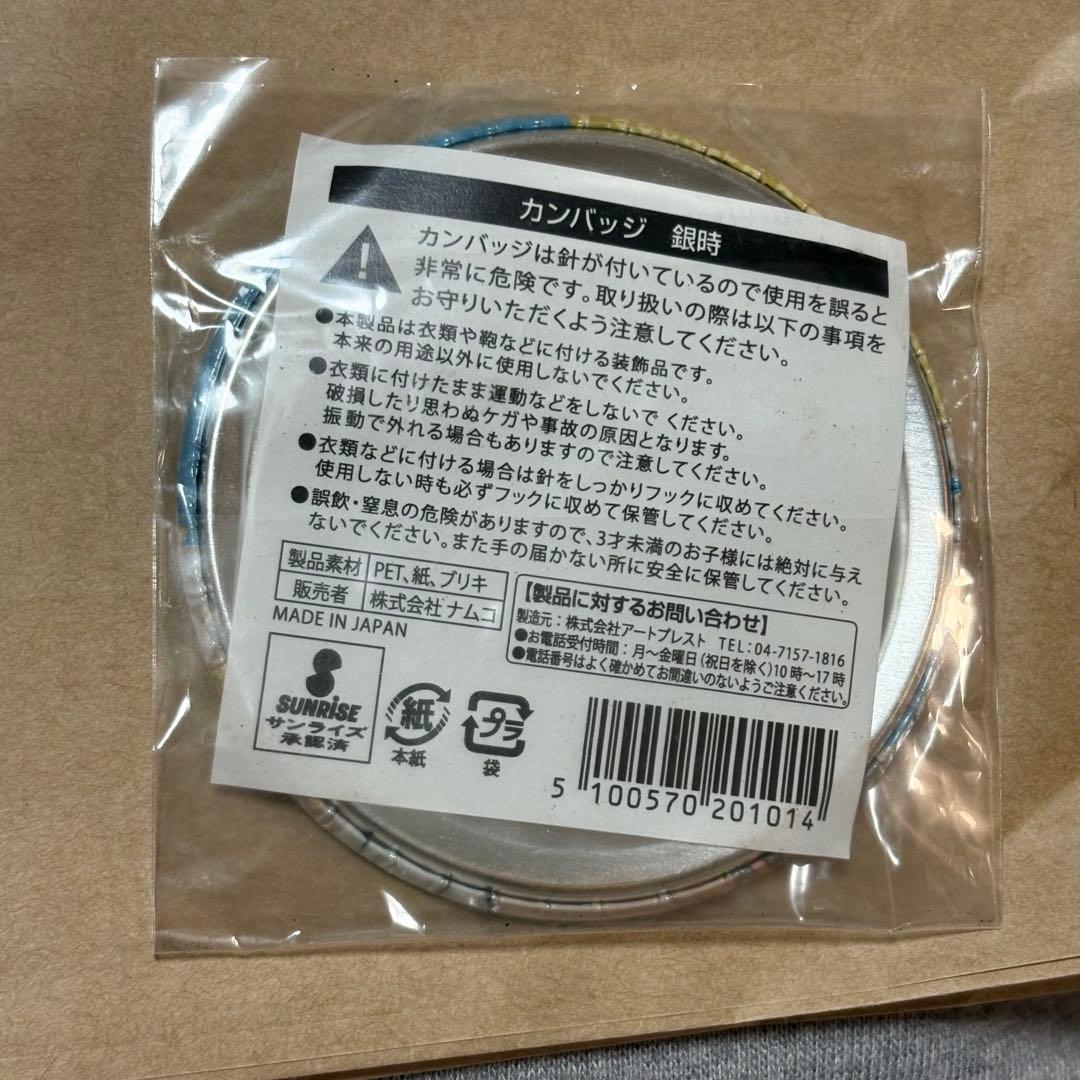 カンバッジ 銀時
カンバッジは針が付いているので使用を誤ると
非常に危険です。取り扱いの際は以下の事項を
お守りいただくよう注意してください。
●本製品は衣類や鞄などに付ける装飾品です。
本来の用途以外に使用しないでください。
●衣類に付けたまま運動などをしないで ください。
破損したり思わぬケガや事故の原因となります。
振動で外れる場合もありますので注意してください。
●衣類などに付ける場合は針をしっかりフックに収めてください。
使用しない時も必ずフックに収めて保管してください。
●誤飲・窒息の危険がありますので、3才未満のお子様には絶対に与え
ないでください。また手の届かない所に安全に保管してください。
製品素材 PET、紙、ブリキ
販売者 株式会社ナムコ
MADE IN JAPAN
【製品に対するお問い合わせ】
製造元：株式会社アートプレスト TEL：04-7157-1816
●お電話受付時間：月～金曜日（祝日を除く）10時～17時
●電話番号はよく確かめてお間違いのないようご注意ください。
SUNRISE
サンライズ
承認済
紙
本紙
プラ
袋
5 100570 201014